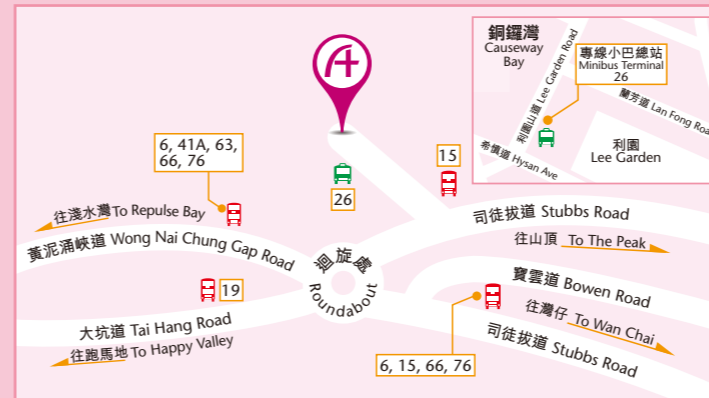 銅鑼灣
Causeway
Bay
利園山道 Lee Garden Road
專線小巴總站
Minibus Terminal
26
蘭芳道 Lan Fong Roa
利園
Lee Garden
希慎道 Hysan Ave
6, 41A, 63,
66, 76
26
15
往淺水灣 To Repulse Bay
黃泥涌峽道 Wong Nai Chung Gap Road
司徒拔道 Stubbs Road
往山頂 To The Peak
迴旋處
Roundabout
19
寶雲道 Bowen Road
大坑道 Tai Hang Road
往灣仔 To Wan Chai
往跑馬地 To Happy Valley
司徒拔道 Stubbs Road
6, 15, 66, 76